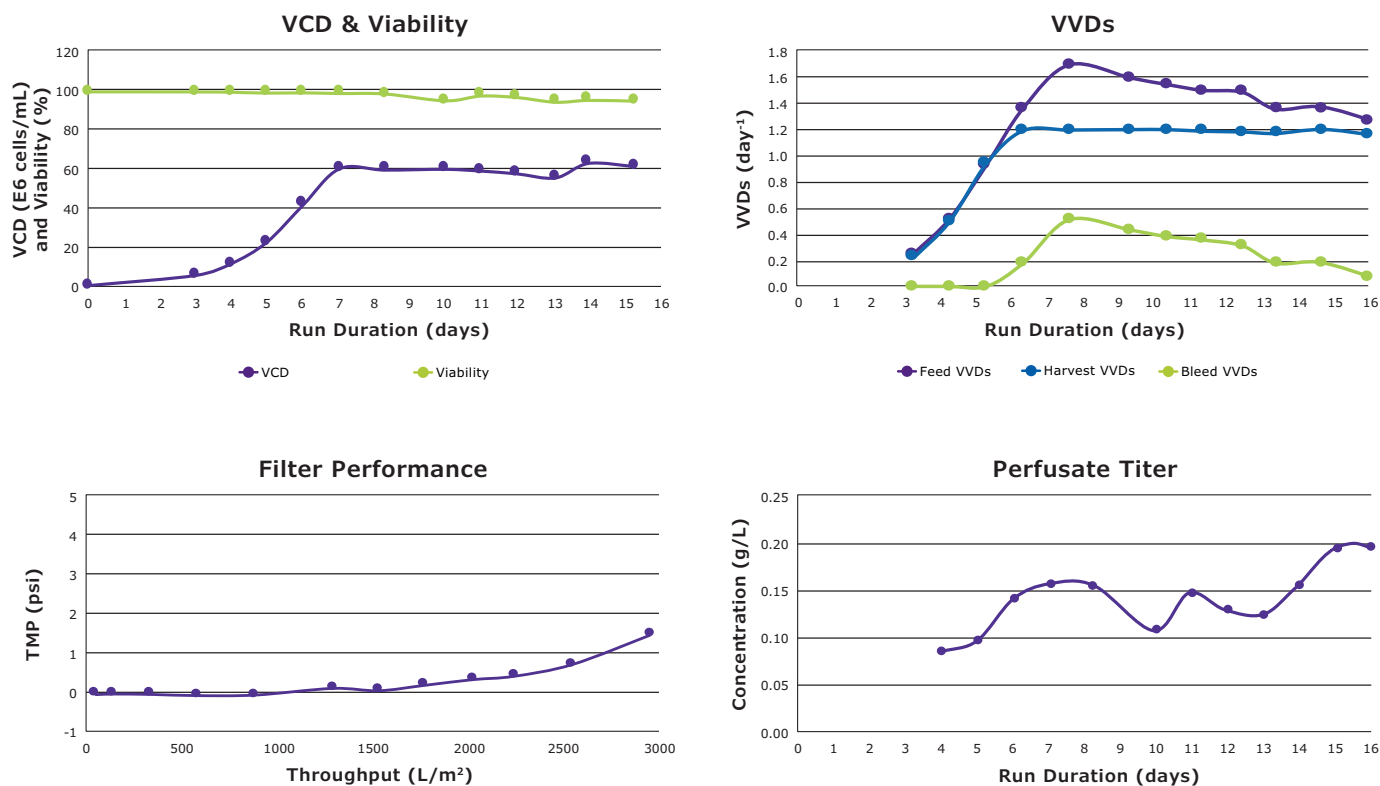 VCD & Viability
VCD (E6 cells/mL)
and Viability (%)
120
100
80
60
40
20
0
0 1 2 3 4 5 6 7 8 10 11 12 13 14 15 16
Run Duration (days)
VCD Viability
VVDs
VVDs (day⁻¹)
1.8
1.6
1.4
1.2
1.0
0.8
0.6
0.4
0.2
0.0
0 1 2 3 4 5 6 7 9 10 11 12 13 14 15 16
Run Duration (days)
Feed VVDs Harvest VVDs Bleed VVDs
Filter Performance
TMP (psi)
5
4
3
2
1
0
-1
0 500 1000 1500 2000 2500 3000
Throughput (L/m²)
Perfusate Titer
Concentration (g/L)
0.25
0.20
0.15
0.10
0.05
0.00
0 1 2 3 4 5 6 7 8 10 11 12 13 14 15 16
Run Duration (days)